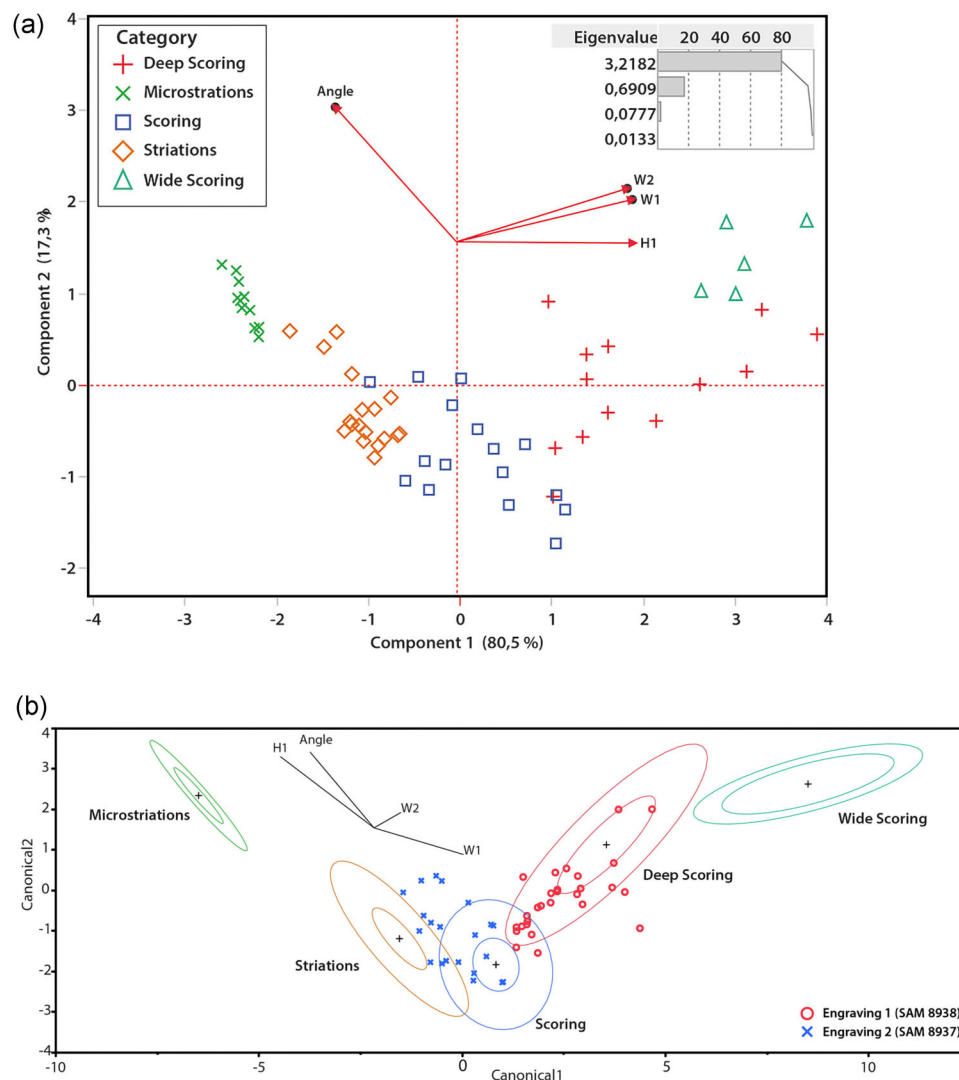 (a)
4
3
2
1
0
-1
-2
Component 2 (17,3 %)
Category
Deep Scoring
Microstrations
Scoring
Striations
Wide Scoring
Eigenvalue 20 40 60 80
3,2182
0,6909
0,0777
0,0133
Angle
W2
W1
H1
-4 -3 -2 -1 0 1 2 3 4
Component 1 (80,5 %)
(b)
4
3
2
1
0
-1
-2
-3
-4
Canonical2
H1
Angle
W2
W1
Microstriations
Wide Scoring
Deep Scoring
Striations
Scoring
Engraving 1 (SAM 8938)
Engraving 2 (SAM 8937)
-10 -5 0 5 10
Canonical1